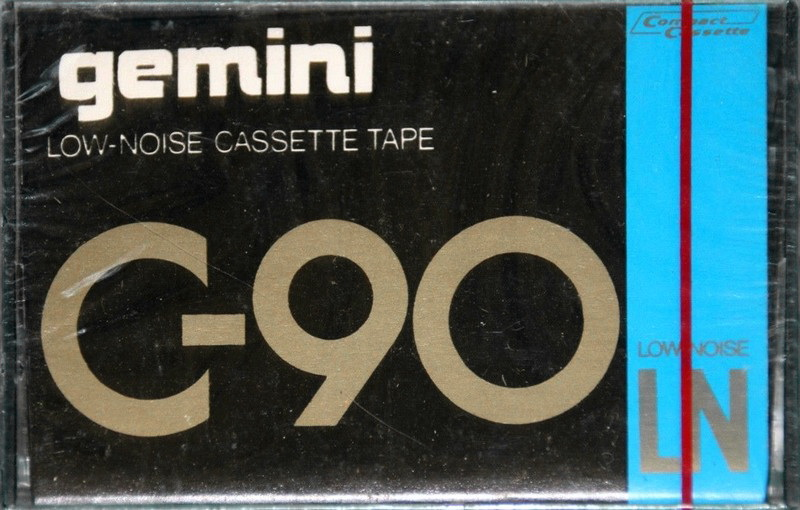 gemini
LOW-NOISE CASSETTE TAPE
C-90
Compact
Cassette
LOW-NOISE
LN